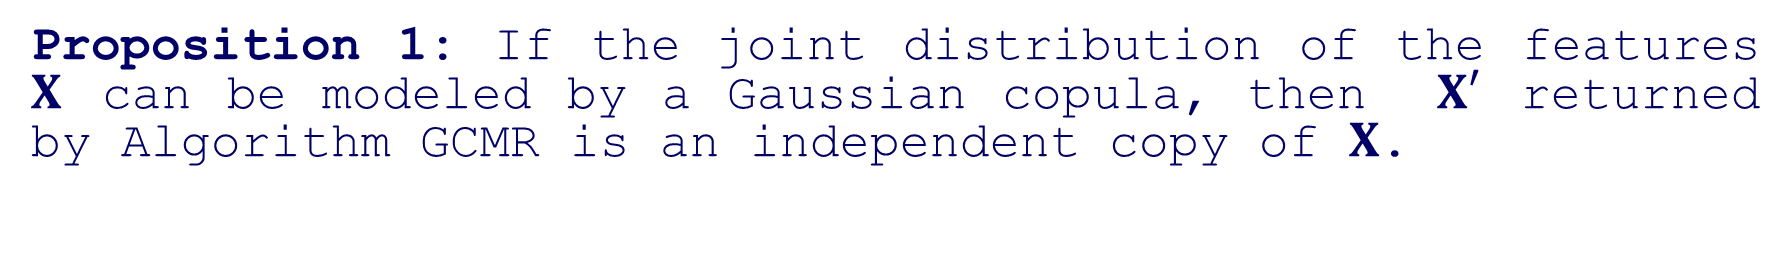 Proposition 1: If the joint distribution of the features
X can be modeled by a Gaussian copula, then X′ returned
by Algorithm GCMR is an independent copy of X.